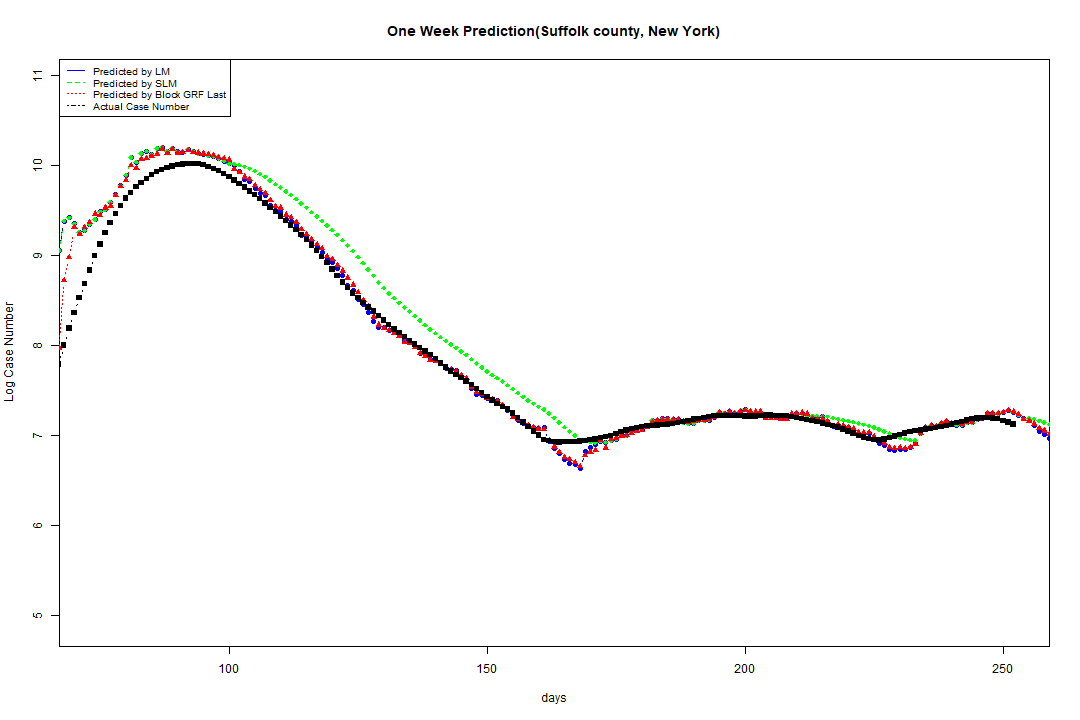 One Week Prediction(Suffolk county, New York)
Predicted by LM
Predicted by SLM
Predicted by Block GRF Last
Actual Case Number
Log Case Number
11
10
9
8
7
6
5
100 150 200 250
days